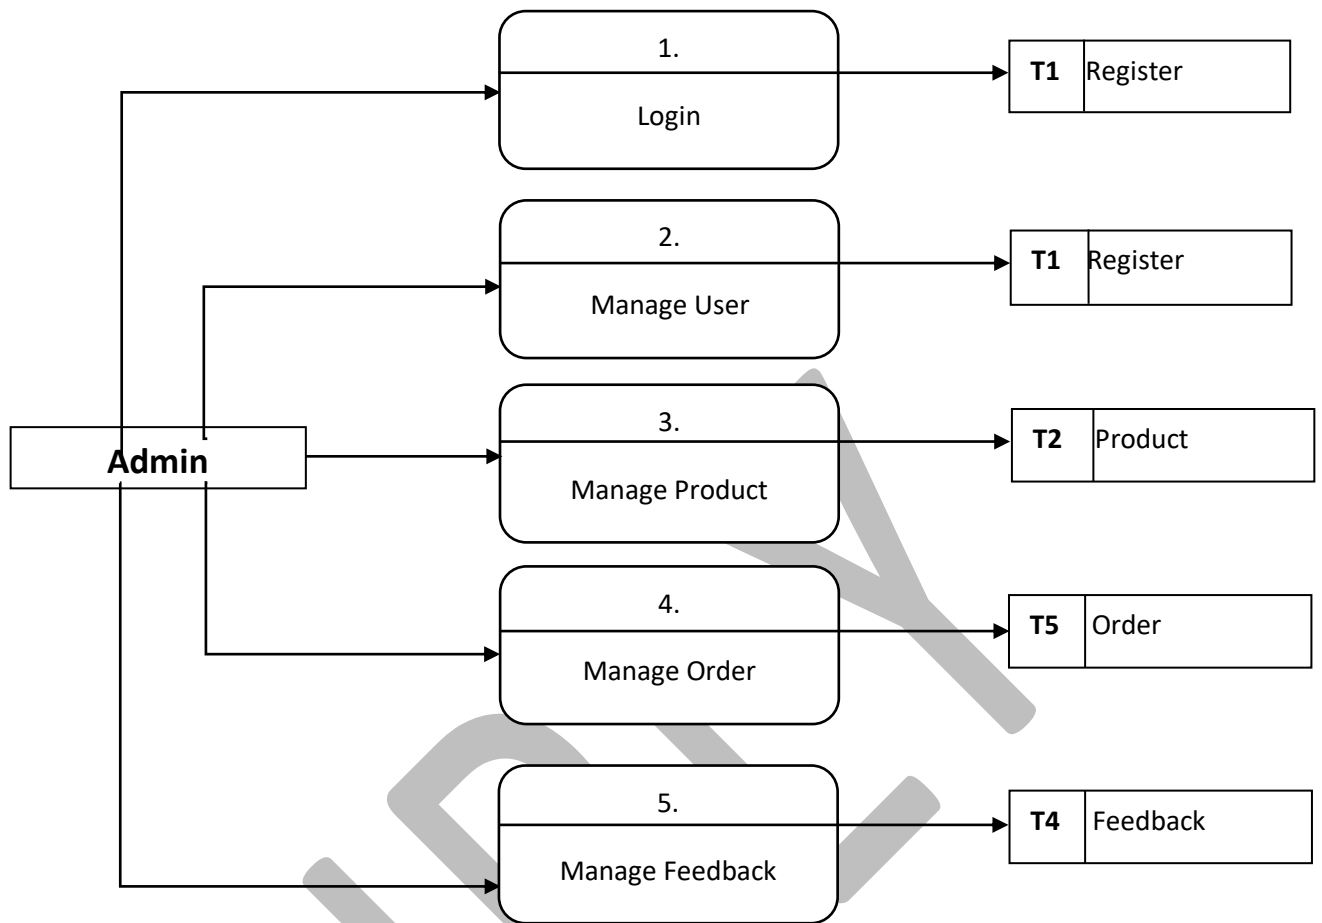 1.
Login
T1 Register
2.
Manage User
T1 Register
Admin
3.
Manage Product
T2 Product
4.
Manage Order
T5 Order
5.
Manage Feedback
T4 Feedback